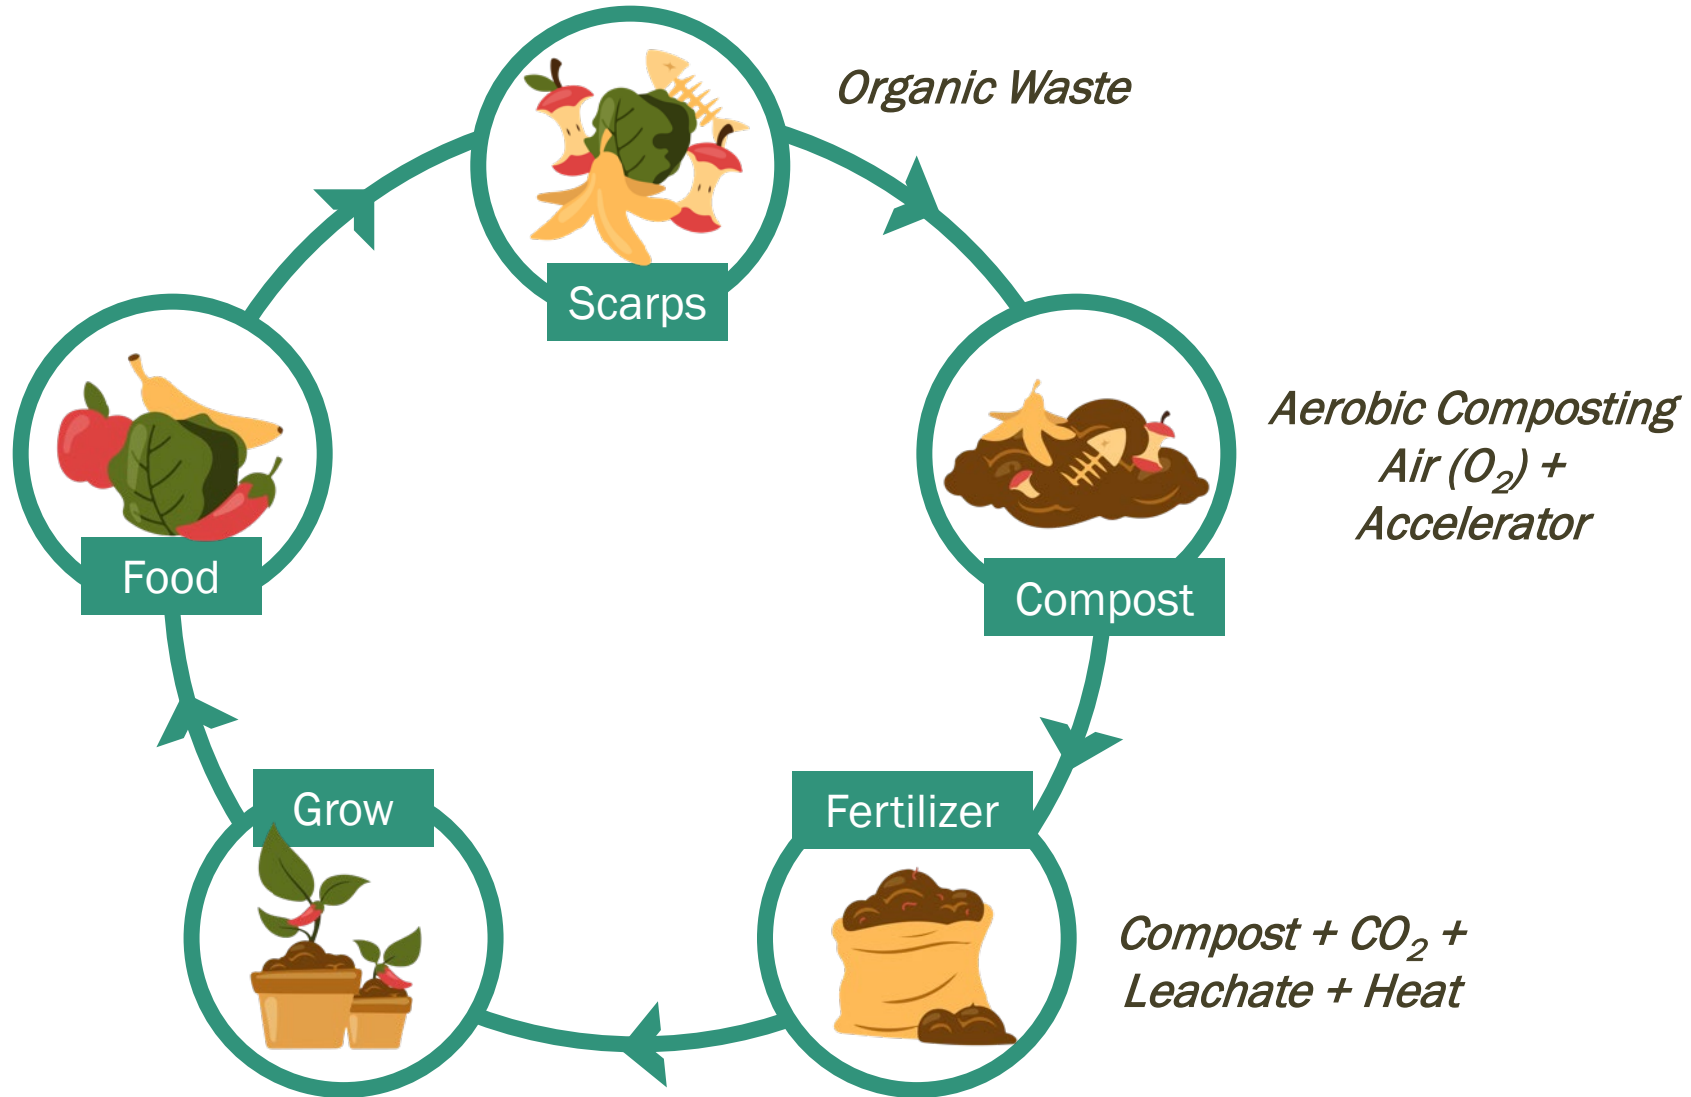 Organic Waste
Scarps
Aerobic Composting
Air (O₂) +
Accelerator
Food
Compost
Grow
Fertilizer
Compost + CO₂ +
Leachate + Heat